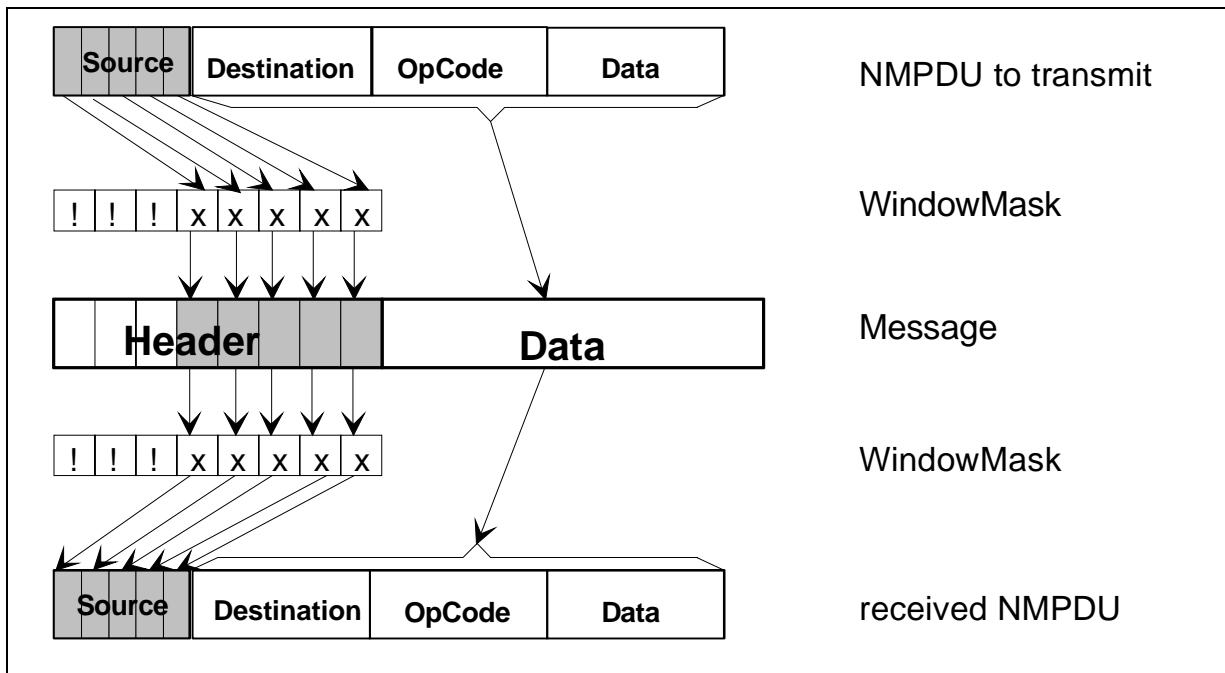 Source Destination OpCode Data NMPDU to transmit
! ! ! x x x x x WindowMask
Header Data Message
! ! ! x x x x x WindowMask
Source Destination OpCode Data received NMPDU